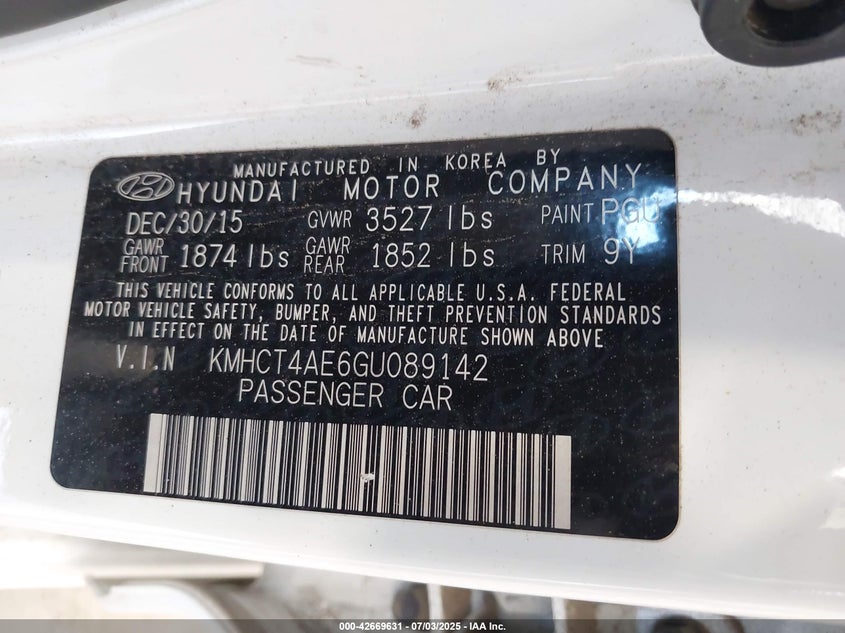 MANUFACTURED IN KOREA BY
HYUNDAI MOTOR COMPANY
DEC/30/15 GVWR 3527 lbs PAINT PGU
GAWR FRONT 1874 lbs GAWR REAR 1852 lbs TRIM 9Y
THIS VEHICLE CONFORMS TO ALL APPLICABLE U.S.A. FEDERAL
MOTOR VEHICLE SAFETY, BUMPER, AND THEFT PREVENTION STANDARDS
IN EFFECT ON THE DATE OF MANUFACTURE SHOWN ABOVE
V.I.N KMHCT4AE6GU089142
PASSENGER CAR
000-42669631 - 07/03/2025 - IAA Inc.